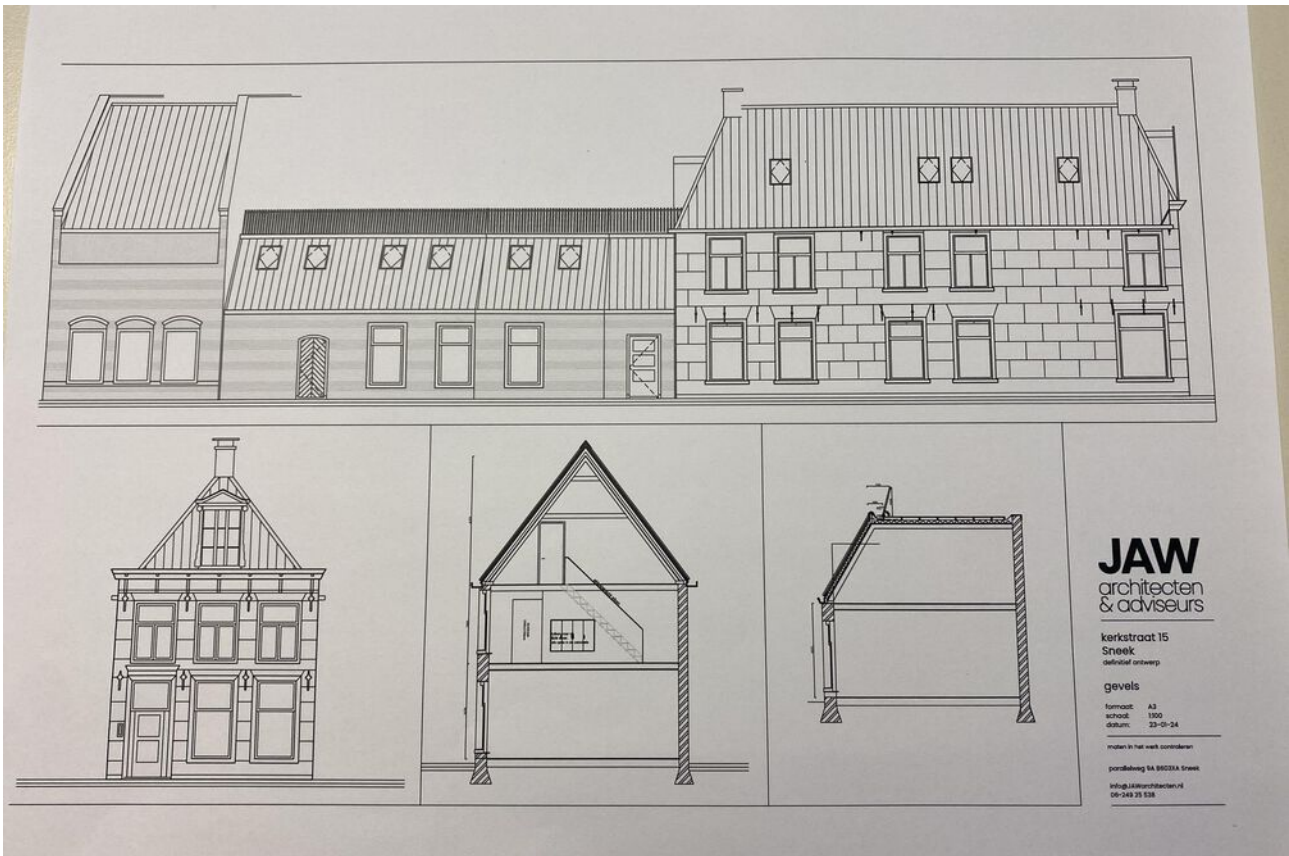 JAW
architecten
& adviseurs
kerkstraat 15
Sneek
definitief ontwerp
gevels
formaat: A3
schaal: 1:100
datum: 23-01-24
maten in het werk controleren
parallelweg 9A 8603XA Sneek
info@JAWarchitecten.nl
06-249 25 538